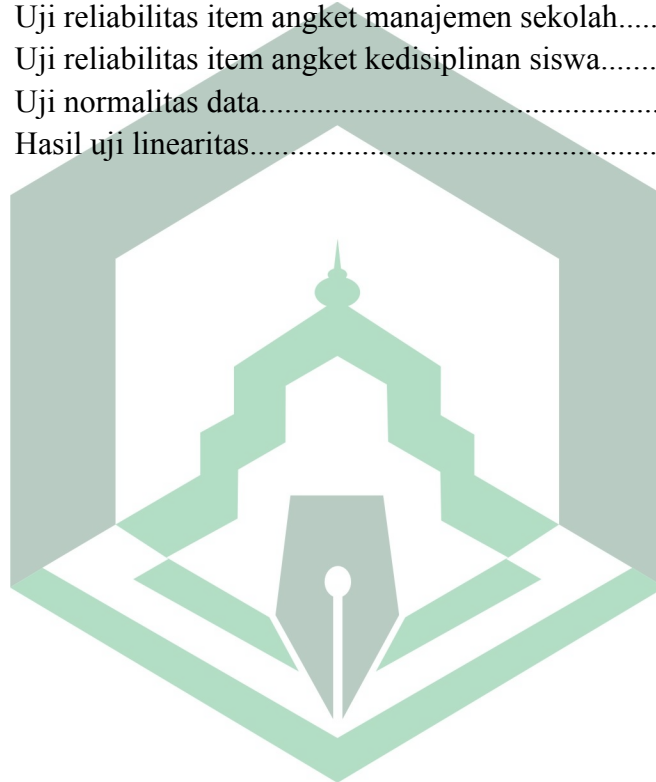 Uji reliabilitas item angket manajemen sekolah.....
Uji reliabilitas item angket kedisiplinan siswa.......
Uji normalitas data....................................................
Hasil uji linearitas......................................................